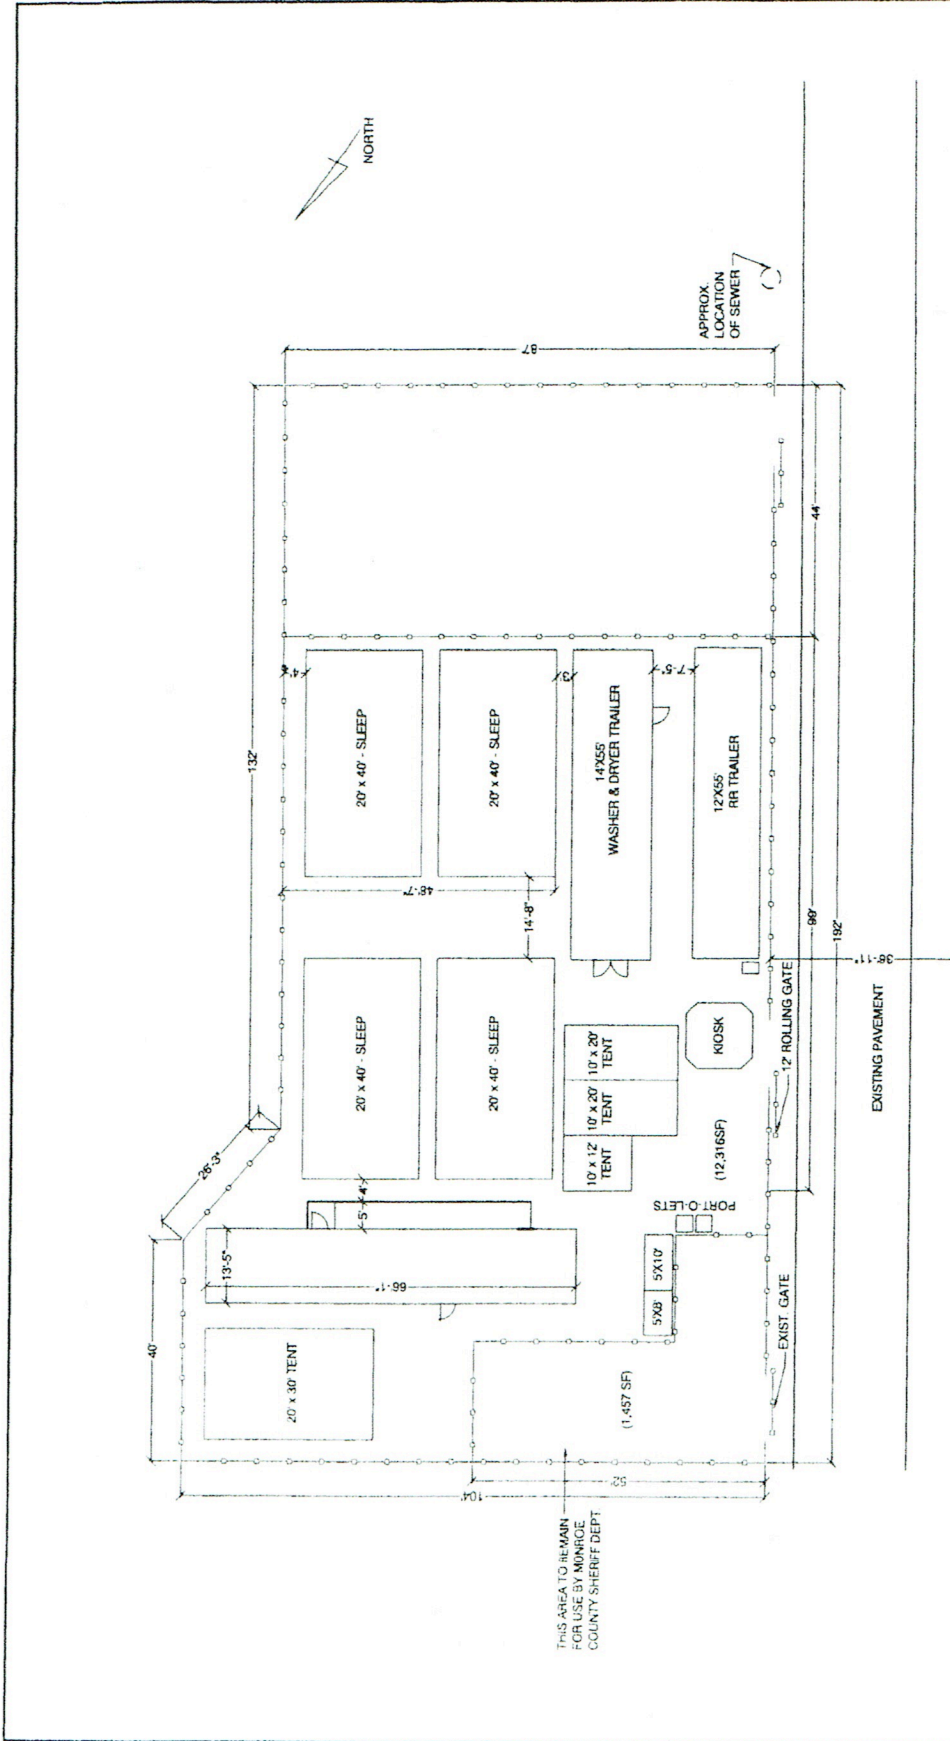 NORTH
APPROX.
LOCATION
OF SEWER
87'
132'
44'
4'
20' x 40' - SLEEP
20' x 40' - SLEEP
3'
14'X55'
WASHER & DRYER TRAILER
7'-5"
12'X55'
RR TRAILER
48'-7"
14'-8"
20' x 40' - SLEEP
20' x 40' - SLEEP
10' x 20'
TENT
10' x 20'
TENT
10' x 12'
TENT
KIOSK
12' ROLLING GATE
192'
36'-11"
EXISTING PAVEMENT
(12,316SF)
26'-3"
4'
5'
PORT-O-LETS
13'-5"
66'-1"
5'X10'
5'X8'
40'
20' x 30' TENT
(1,457 SF)
EXIST. GATE
52'
104'
THIS AREA TO REMAIN
FOR USE BY MONROE
COUNTY SHERIFF DEPT.